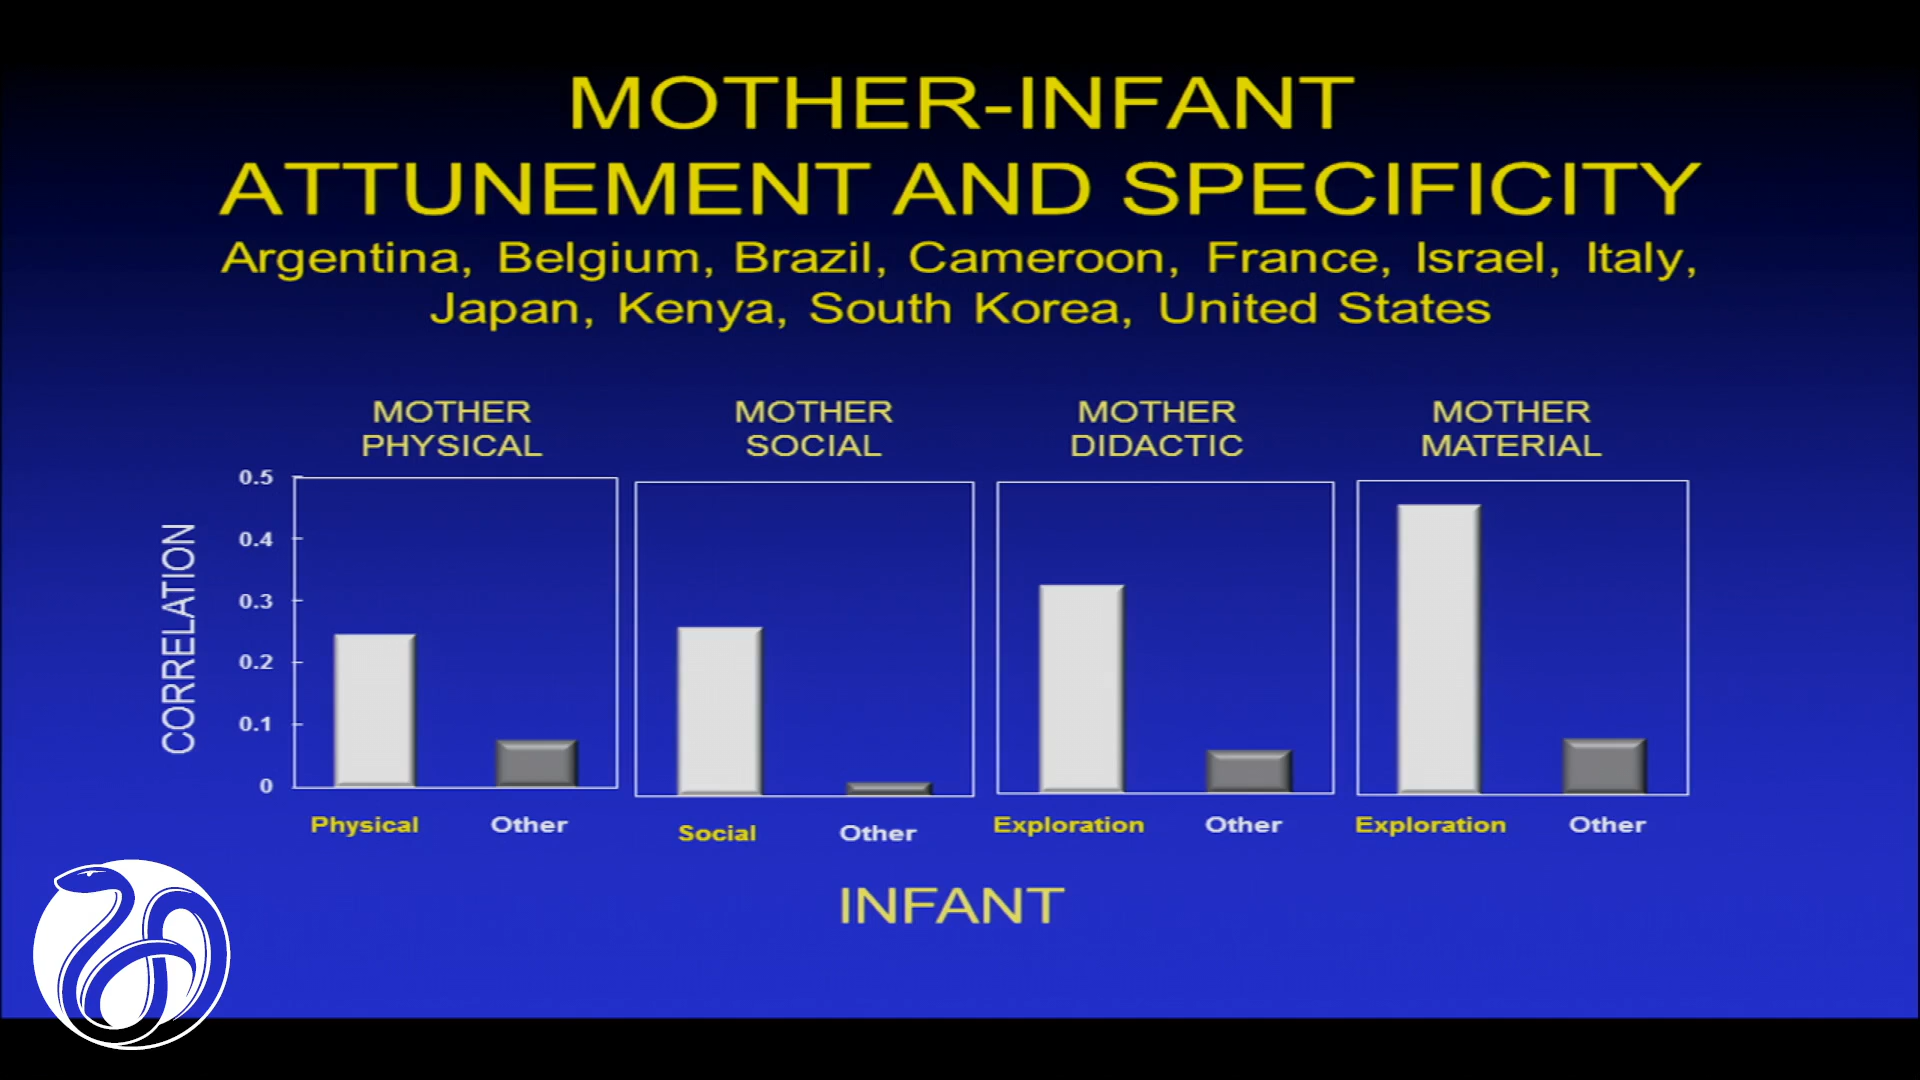 MOTHER-INFANT
ATTUNEMENT AND SPECIFICITY
Argentina, Belgium, Brazil, Cameroon, France, Israel, Italy,
Japan, Kenya, South Korea, United States
MOTHER
PHYSICAL
MOTHER
SOCIAL
MOTHER
DIDACTIC
MOTHER
MATERIAL
CORRELATION
0.5
0.4
0.3
0.2
0.1
0
Physical Other
Social Other
Exploration Other
Exploration Other
INFANT